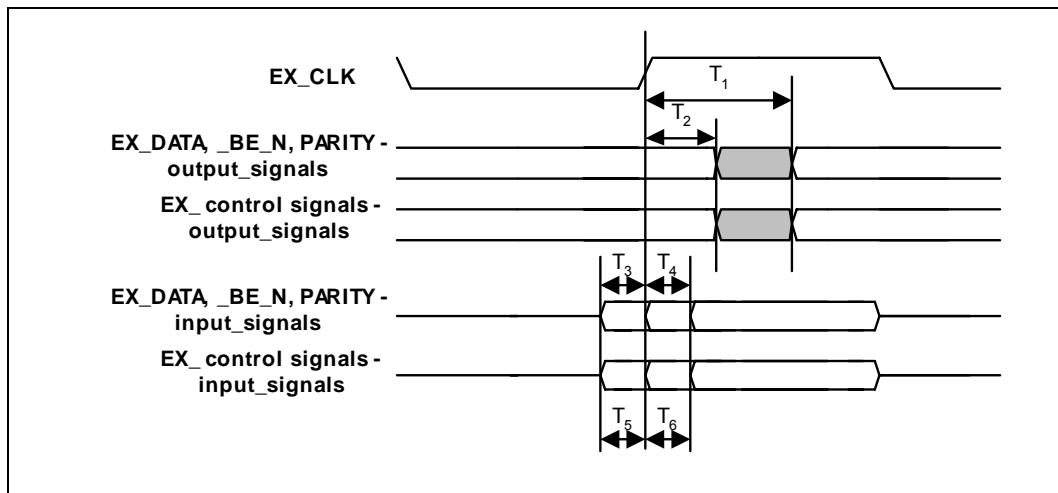 EX_CLK
T1
T2
EX_DATA, _BE_N, PARITY -
output_signals
EX_ control signals -
output_signals
T3 T4
EX_DATA, _BE_N, PARITY -
input_signals
EX_ control signals -
input_signals
T5 T6